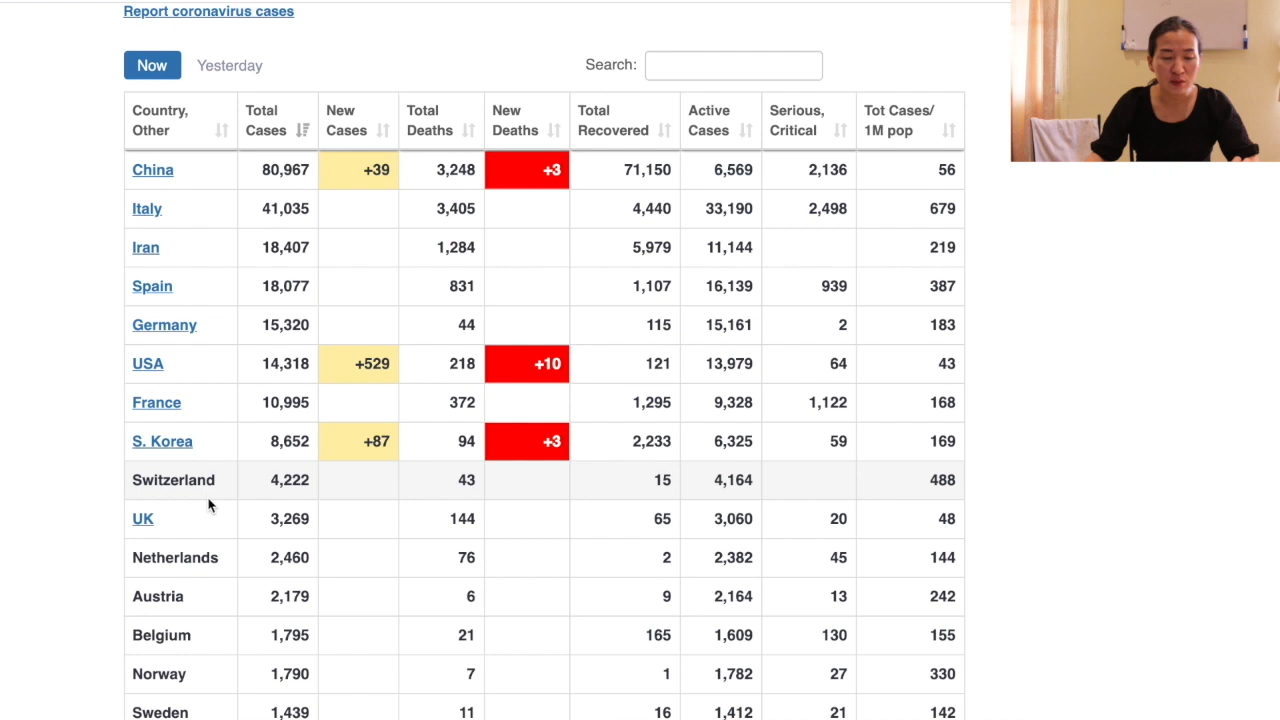 Report coronavirus cases
Now Yesterday Search:
Country, Other Total Cases New Cases Total Deaths New Deaths Total Recovered Active Cases Serious, Critical Tot Cases/ 1M pop
China 80,967 +39 3,248 +3 71,150 6,569 2,136 56
Italy 41,035 3,405 4,440 33,190 2,498 679
Iran 18,407 1,284 5,979 11,144 219
Spain 18,077 831 1,107 16,139 939 387
Germany 15,320 44 115 15,161 2 183
USA 14,318 +529 218 +10 121 13,979 64 43
France 10,995 372 1,295 9,328 1,122 168
S. Korea 8,652 +87 94 +3 2,233 6,325 59 169
Switzerland 4,222 43 15 4,164 488
UK 3,269 144 65 3,060 20 48
Netherlands 2,460 76 2 2,382 45 144
Austria 2,179 6 9 2,164 13 242
Belgium 1,795 21 165 1,609 130 155
Norway 1,790 7 1 1,782 27 330
Sweden 1,439 11 16 1,412 21 142